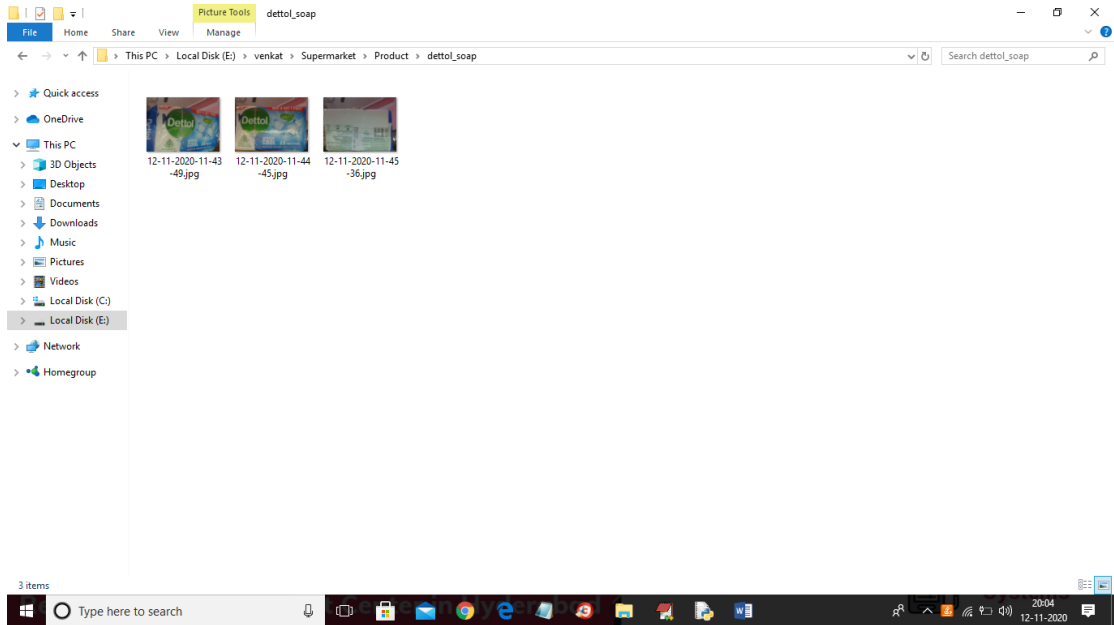 Picture Tools dettol_soap
File Home Share View Manage
This PC > Local Disk (E:) > venkat > Supermarket > Product > dettol_soap
Search dettol_soap
Quick access
OneDrive
This PC
3D Objects
Desktop
Documents
Downloads
Music
Pictures
Videos
Local Disk (C:)
Local Disk (E:)
Network
Homegroup
Dettol
Dettol
12-11-2020-11-43
-49.jpg
12-11-2020-11-44
-45.jpg
12-11-2020-11-45
-36.jpg
3 items
Type here to search
20:04
12-11-2020